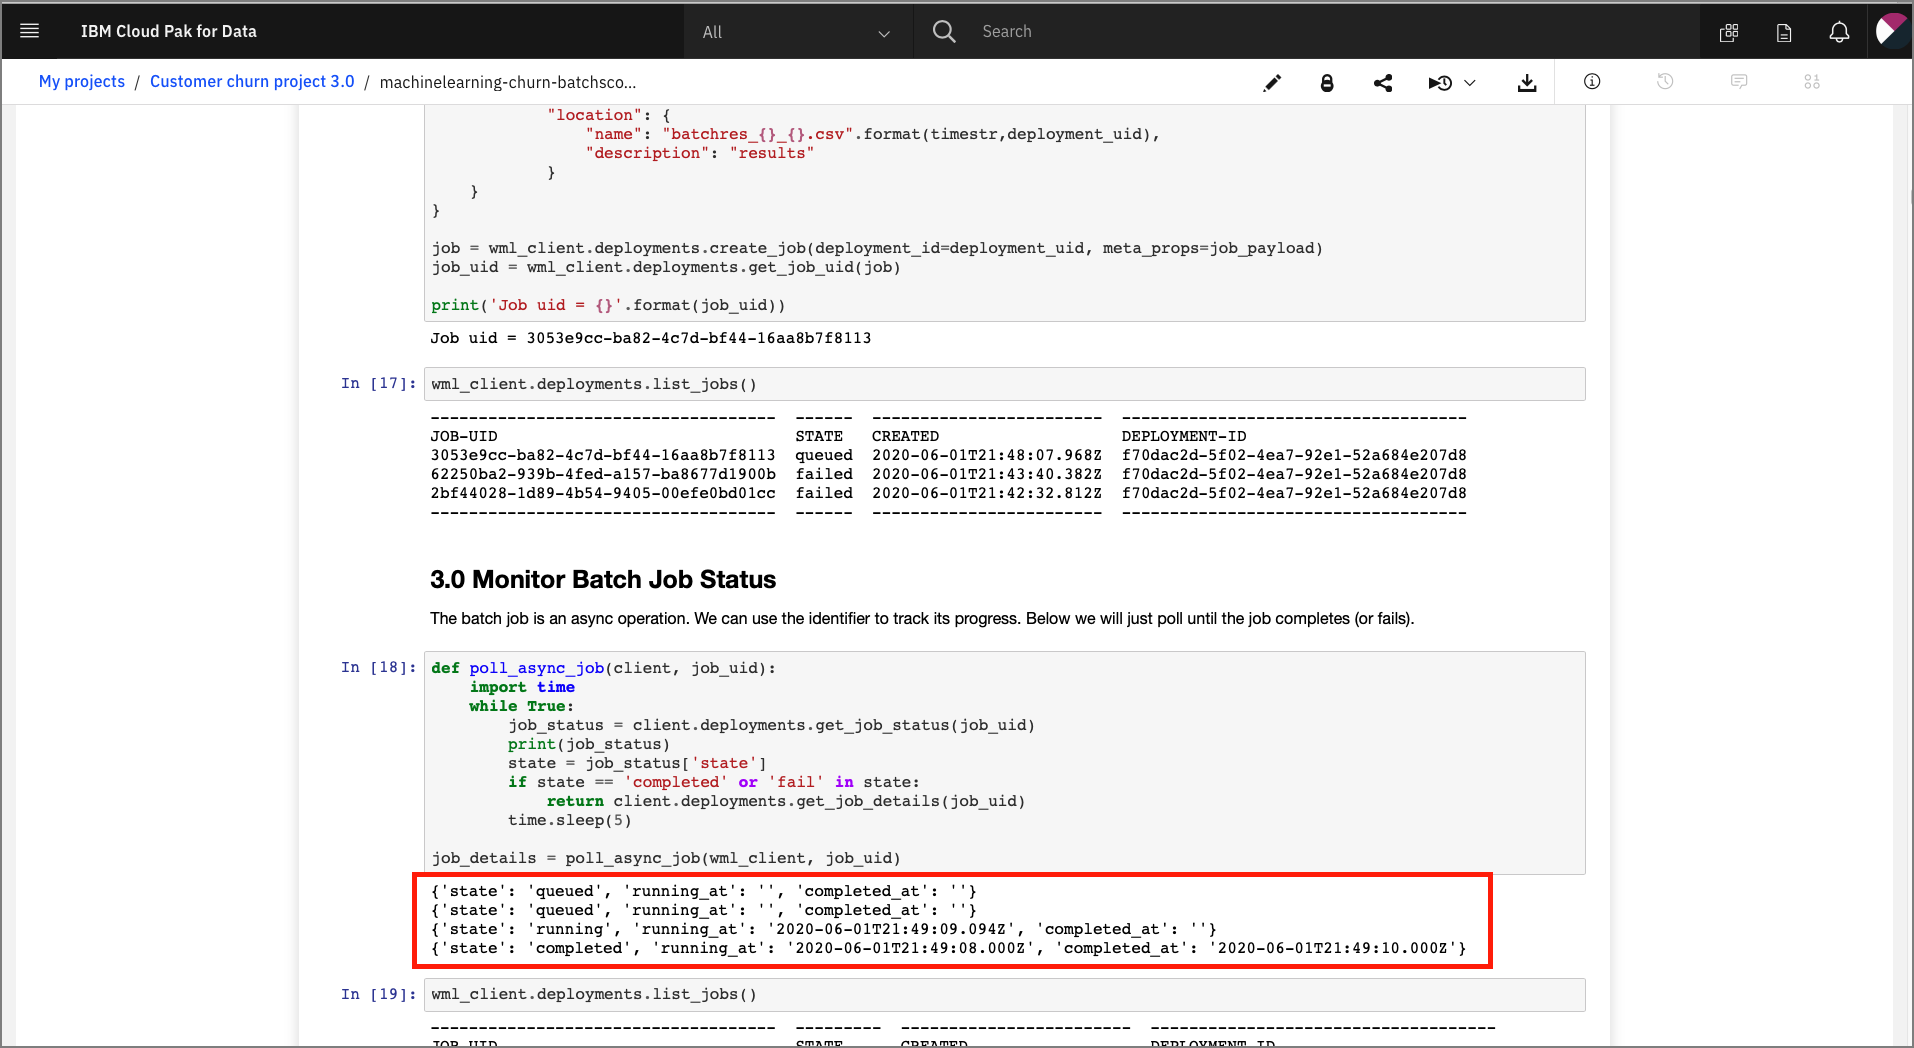 IBM Cloud Pak for Data
All
Search
My projects / Customer churn project 3.0 / machinelearning-churn-batchsco...
"location": {
"name": "batchres_{}_{}.csv".format(timestr,deployment_uid),
"description": "results"
}
}
}
job = wml_client.deployments.create_job(deployment_id=deployment_uid, meta_props=job_payload)
job_uid = wml_client.deployments.get_job_uid(job)
print('Job uid = {}'.format(job_uid))
Job uid = 3053e9cc-ba82-4c7d-bf44-16aa8b7f8113
In [17]: wml_client.deployments.list_jobs()
------------------------------------  ------  ------------------------  ------------------------------------
JOB-UID STATE CREATED DEPLOYMENT-ID
3053e9cc-ba82-4c7d-bf44-16aa8b7f8113 queued 2020-06-01T21:48:07.968Z f70dac2d-5f02-4ea7-92e1-52a684e207d8
62250ba2-939b-4fed-a157-ba8677d1900b failed 2020-06-01T21:43:40.382Z f70dac2d-5f02-4ea7-92e1-52a684e207d8
2bf44028-1d89-4b54-9405-00efe0bd01cc failed 2020-06-01T21:42:32.812Z f70dac2d-5f02-4ea7-92e1-52a684e207d8
------------------------------------  ------  ------------------------  ------------------------------------
3.0 Monitor Batch Job Status
The batch job is an async operation. We can use the identifier to track its progress. Below we will just poll until the job completes (or fails).
In [18]: def poll_async_job(client, job_uid):
import time
while True:
job_status = client.deployments.get_job_status(job_uid)
print(job_status)
state = job_status['state']
if state == 'completed' or 'fail' in state:
return client.deployments.get_job_details(job_uid)
time.sleep(5)
job_details = poll_async_job(wml_client, job_uid)
{'state': 'queued', 'running_at': '', 'completed_at': ''}
{'state': 'queued', 'running_at': '', 'completed_at': ''}
{'state': 'running', 'running_at': '2020-06-01T21:49:09.094Z', 'completed_at': ''}
{'state': 'completed', 'running_at': '2020-06-01T21:49:08.000Z', 'completed_at': '2020-06-01T21:49:10.000Z'}
In [19]: wml_client.deployments.list_jobs()
------------------------------------  ---------  ------------------------  ------------------------------------
JOB-UID STATE CREATED DEPLOYMENT-ID